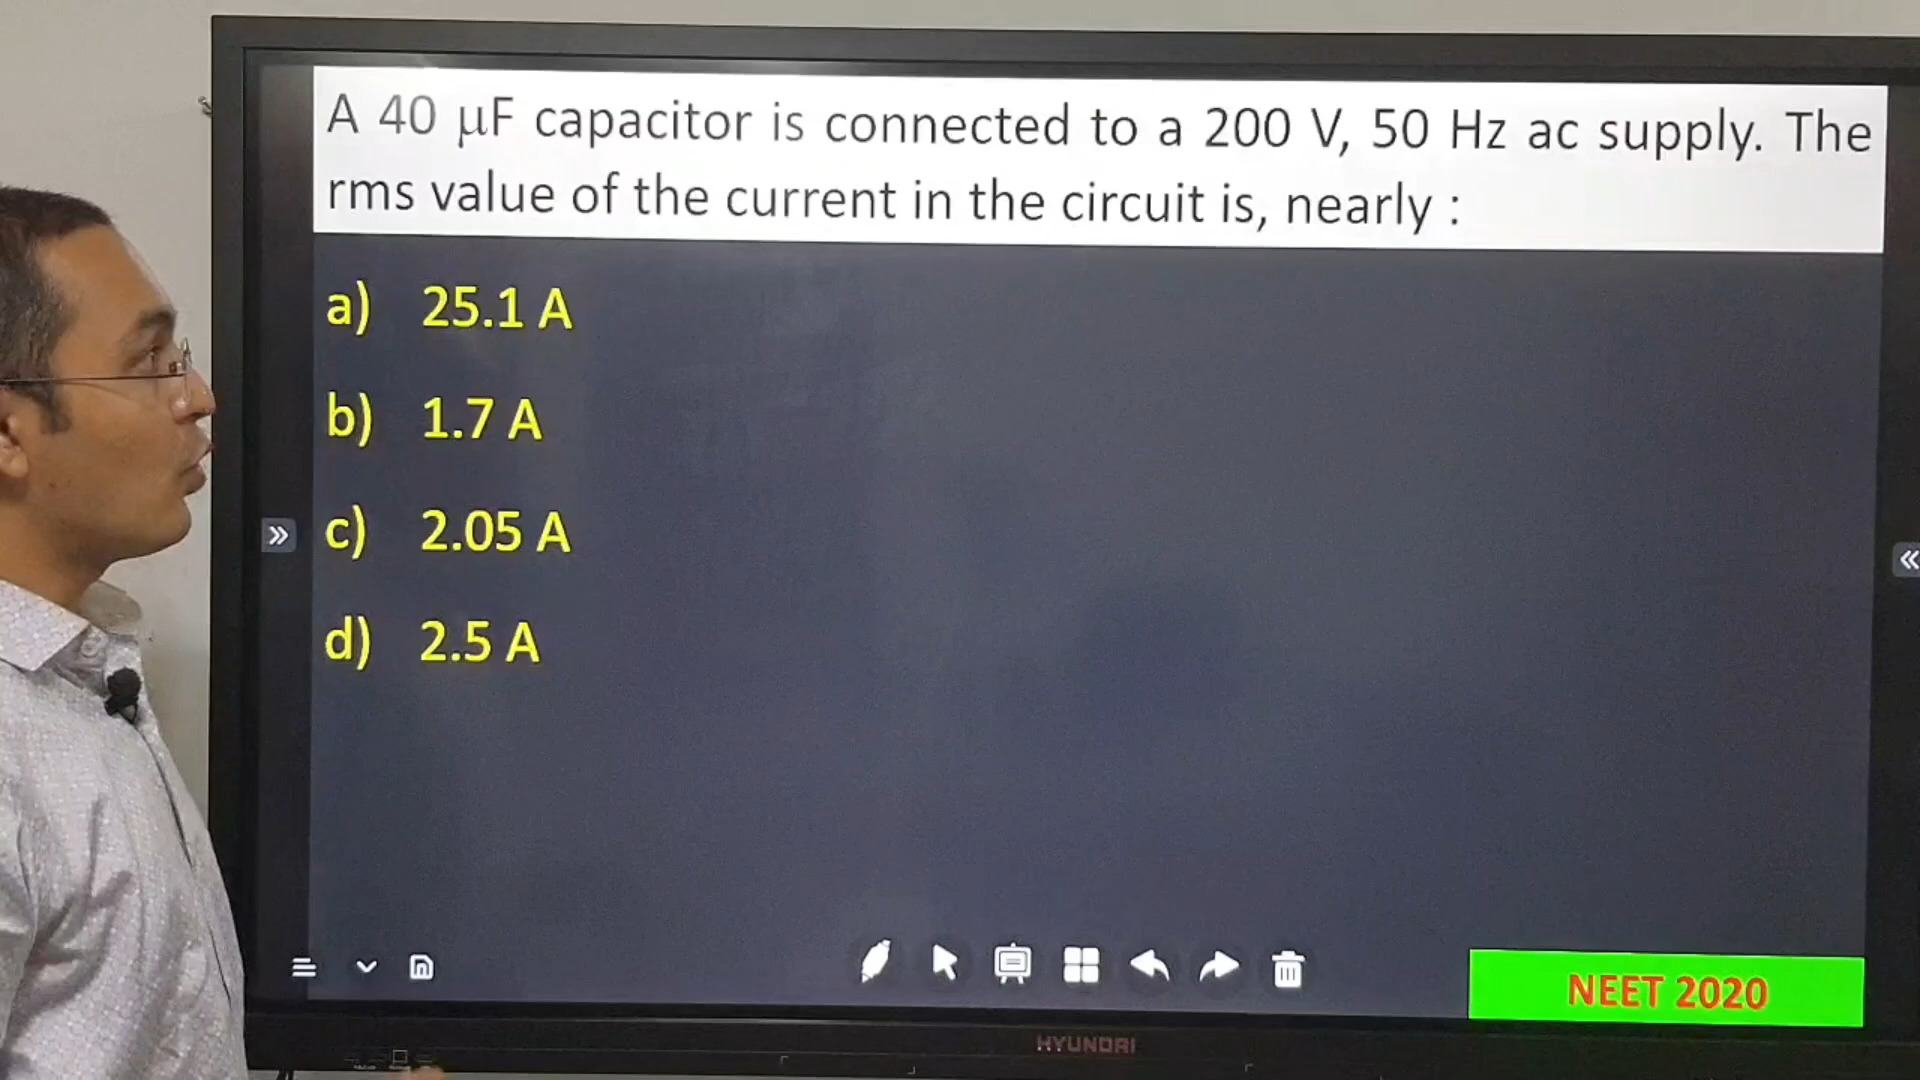 A 40 μF capacitor is connected to a 200 V, 50 Hz ac supply. The
rms value of the current in the circuit is, nearly :
a) 25.1 A
b) 1.7 A
c) 2.05 A
d) 2.5 A
NEET 2020
HYUNDAI